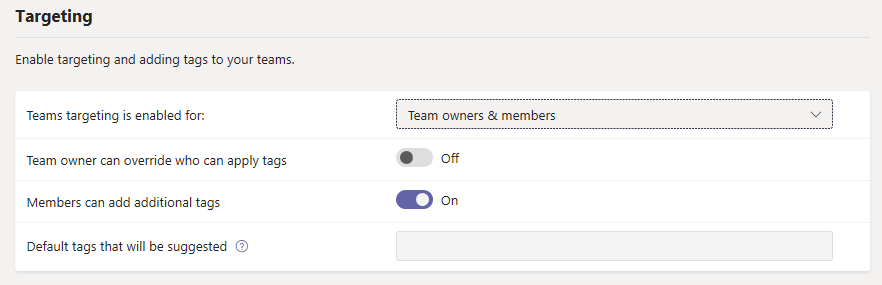 Targeting
Enable targeting and adding tags to your teams.
Teams targeting is enabled for: Team owners & members
Team owner can override who can apply tags Off
Members can add additional tags On
Default tags that will be suggested ?